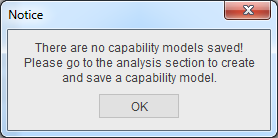 Notice
There are no capability models saved!
Please go to the analysis section to create
and save a capability model.
OK